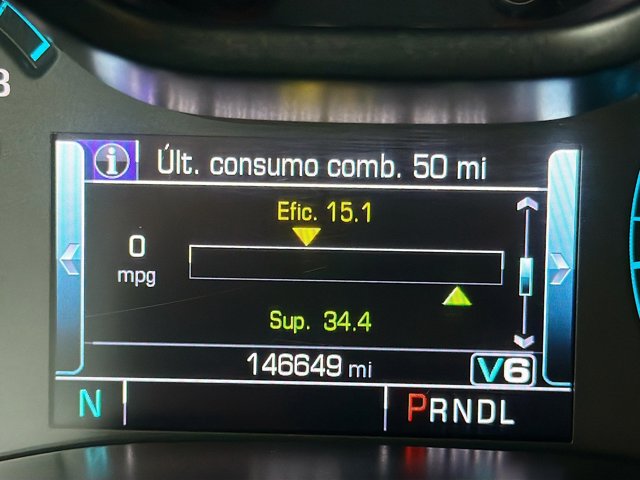 Últ. consumo comb. 50 mi
Efic. 15.1
0
mpg
Sup. 34.4
146649 mi
V6
N
PRNDL